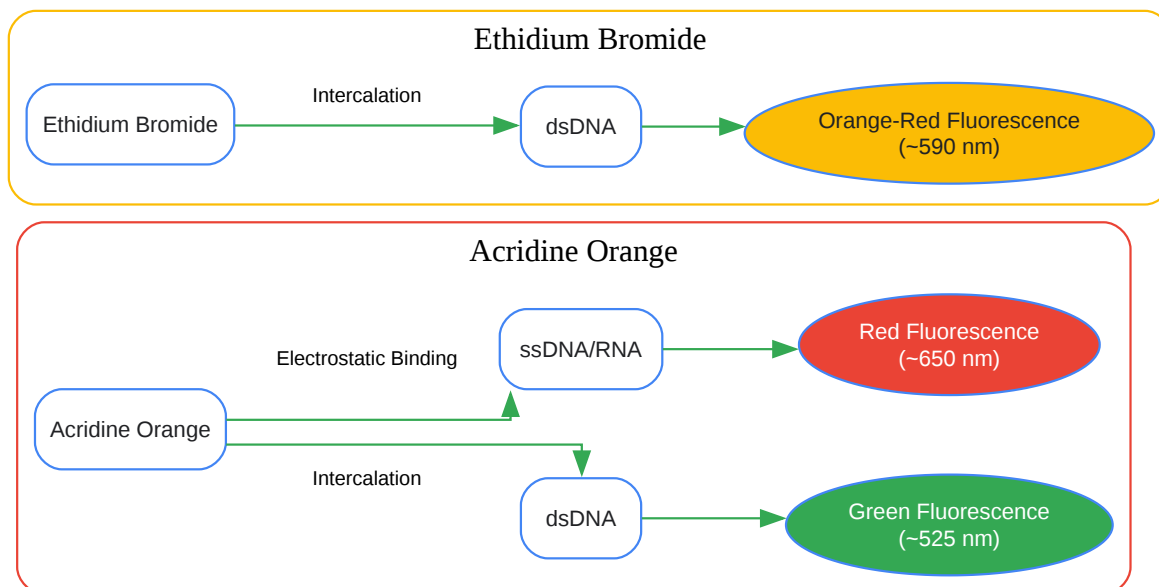 Ethidium Bromide
Ethidium Bromide
Intercalation
dsDNA
Orange-Red Fluorescence
(~590 nm)
Acridine Orange
Acridine Orange
Electrostatic Binding
ssDNA/RNA
Red Fluorescence
(~650 nm)
Intercalation
dsDNA
Green Fluorescence
(~525 nm)